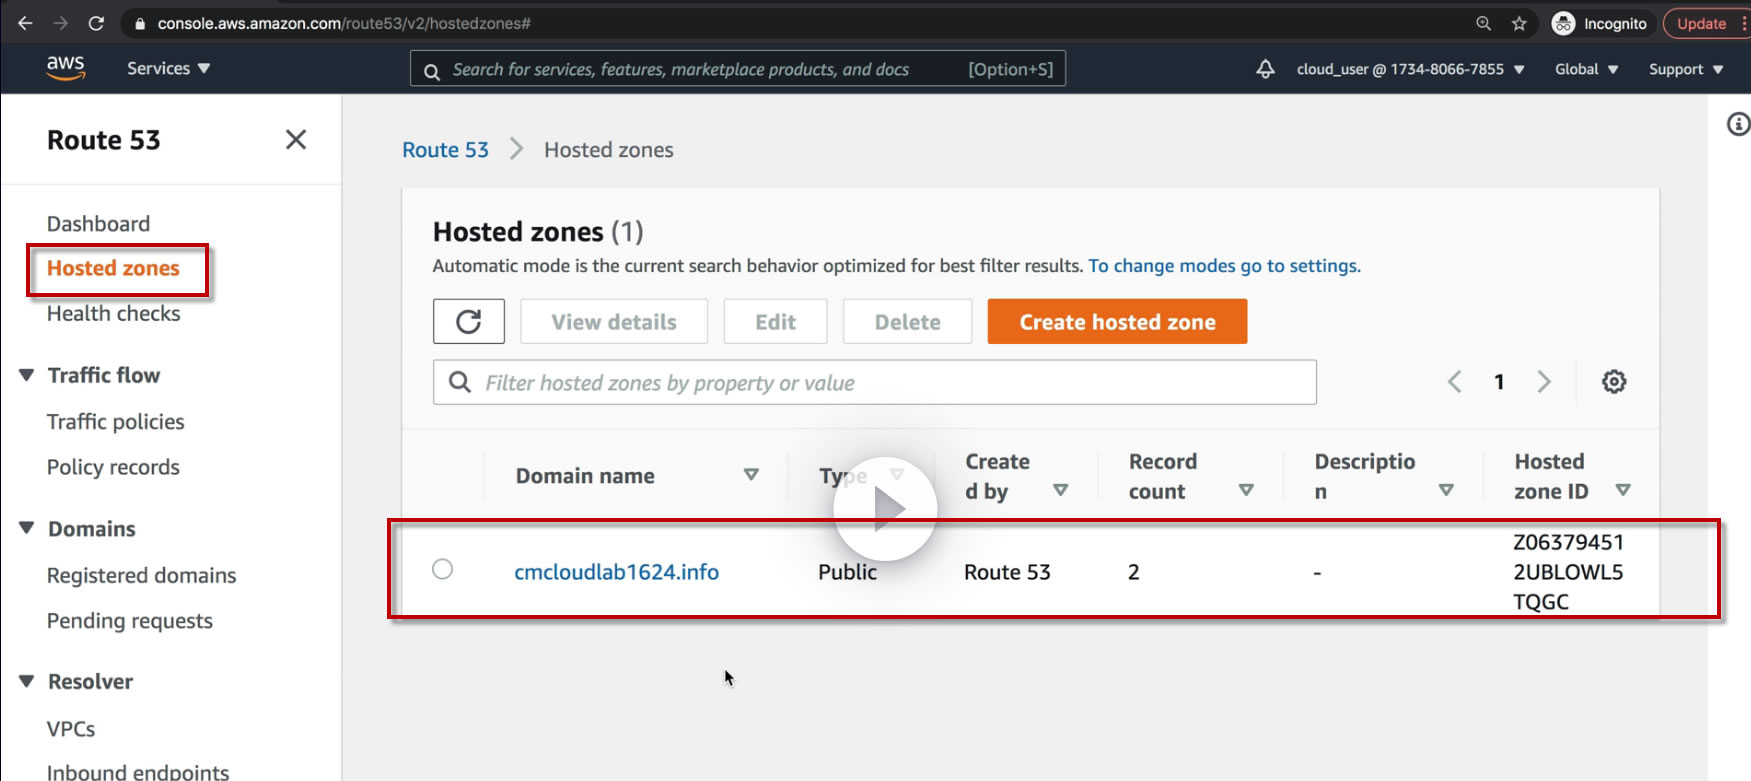 console.aws.amazon.com/route53/v2/hostedzones#
Incognito
Update
aws
Services
Search for services, features, marketplace products, and docs
[Option+S]
cloud_user @ 1734-8066-7855
Global
Support
Route 53
Dashboard
Hosted zones
Health checks
Traffic flow
Traffic policies
Policy records
Domains
Registered domains
Pending requests
Resolver
VPCs
Inbound endpoints
Route 53 > Hosted zones
Hosted zones (1)
Automatic mode is the current search behavior optimized for best filter results. To change modes go to settings.
View details
Edit
Delete
Create hosted zone
Filter hosted zones by property or value
1
Domain name
Type
Create
d by
Record
count
Descriptio
n
Hosted
zone ID
cmcloudlab1624.info
Public
Route 53
2
-
Z06379451
2UBLOWL5
TQGC